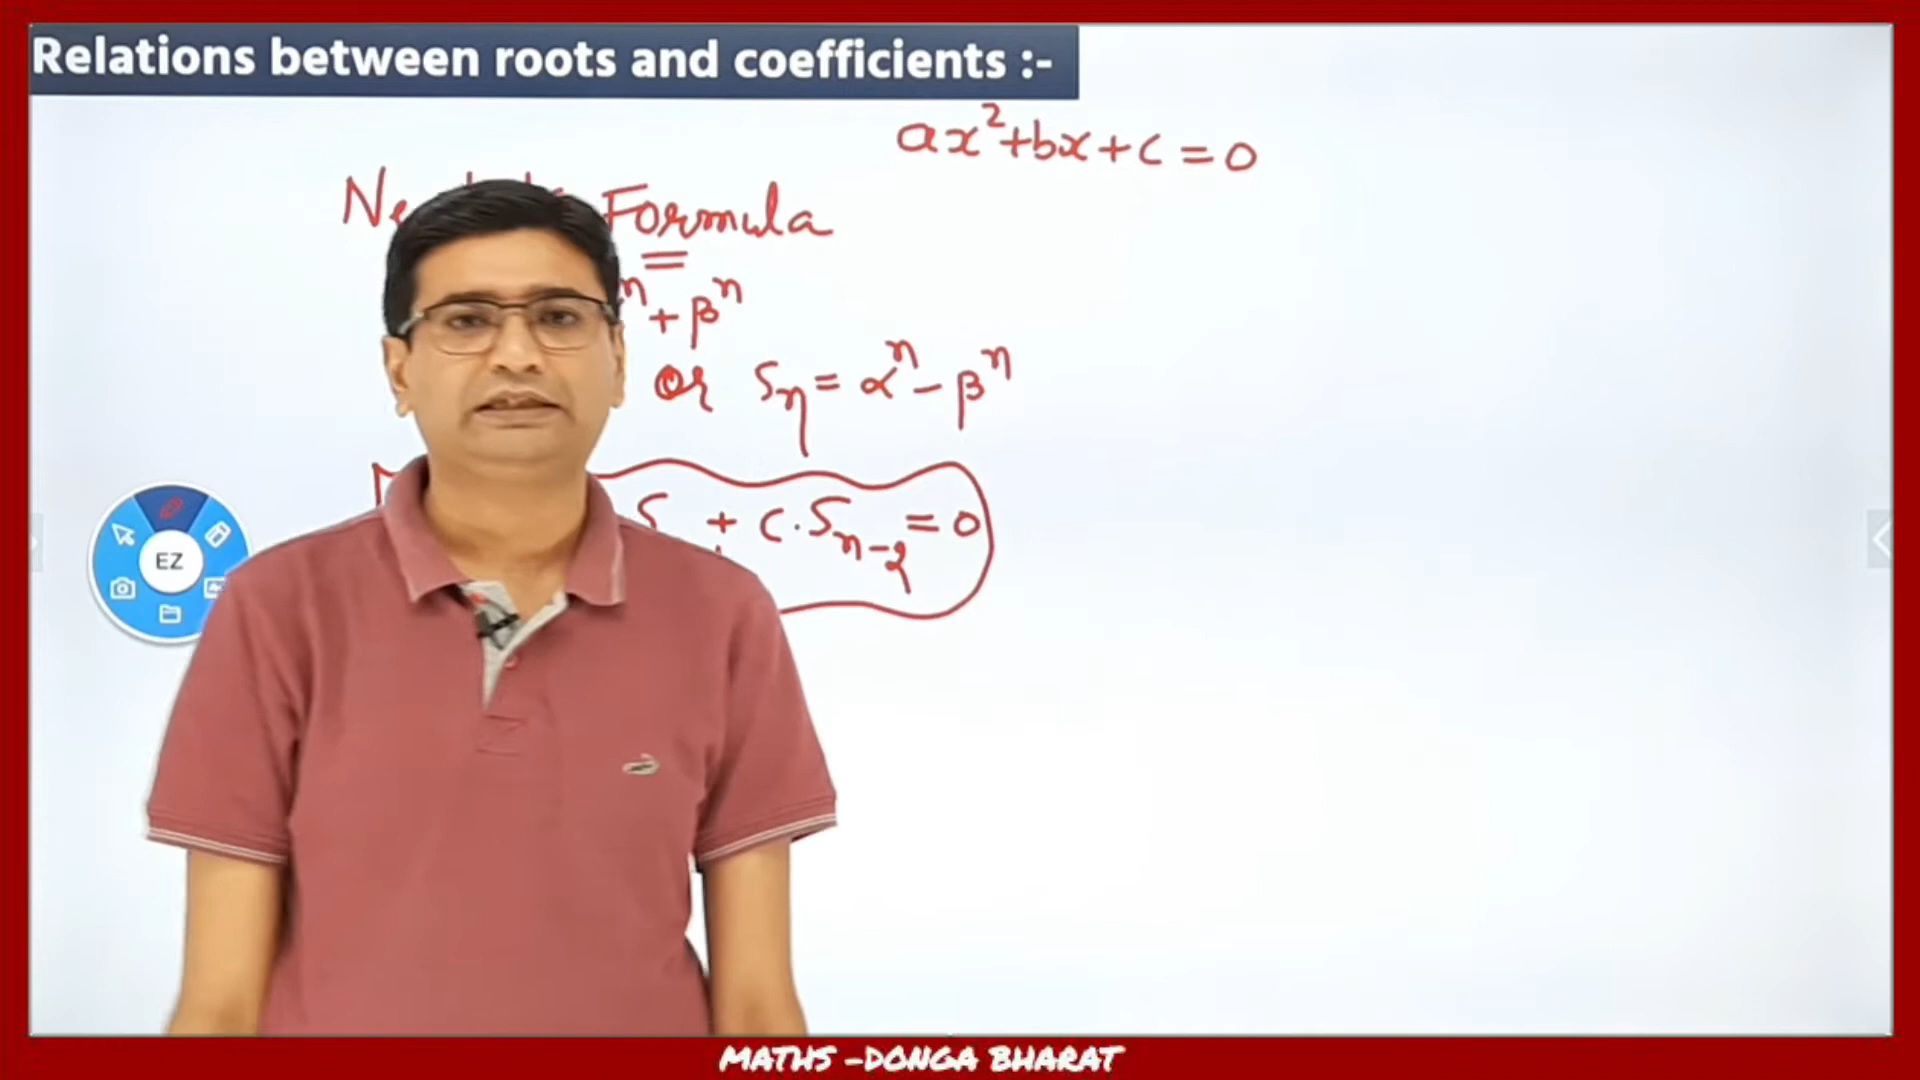 Relations between roots and coefficients :-
ax²+bx+c=0
Formula
+ βⁿ
or Sₙ = αⁿ - βⁿ
S + c·Sₙ₋₂ = 0
EZ
MATHS -DONGA BHARAT